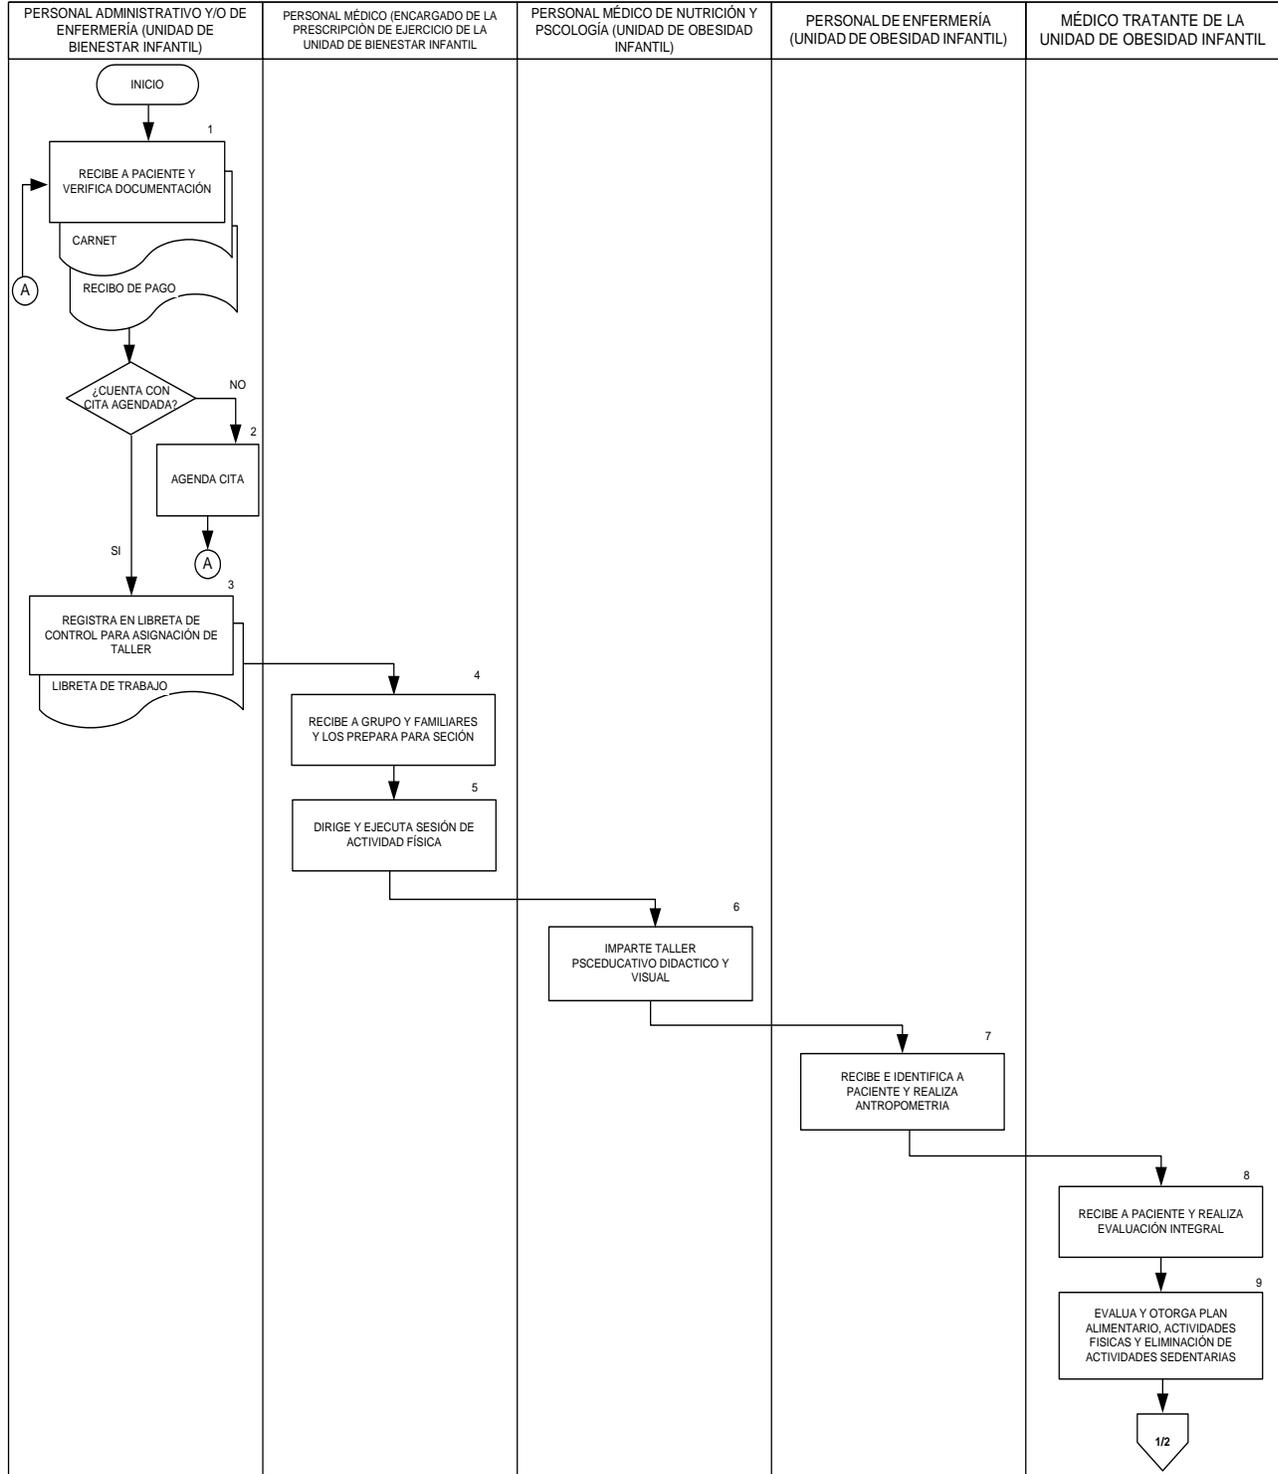 PERSONAL ADMINISTRATIVO Y/O DE
ENFERMERÍA (UNIDAD DE
BIENESTAR INFANTIL)
PERSONAL MÉDICO (ENCARGADO DE LA
PRESCRIPCIÓN DE EJERCICIO DE LA
UNIDAD DE BIENESTAR INFANTIL
PERSONAL MÉDICO DE NUTRICIÓN Y
PSCOLOGÍA (UNIDAD DE OBESIDAD
INFANTIL)
PERSONAL DE ENFERMERÍA
(UNIDAD DE OBESIDAD INFANTIL)
MÉDICO TRATANTE DE LA
UNIDAD DE OBESIDAD INFANTIL
INICIO
1
RECIBE A PACIENTE Y
VERIFICA DOCUMENTACIÓN
CARNET
RECIBO DE PAGO
A
¿CUENTA CON
CITA AGENDADA?
NO
2
AGENDA CITA
A
SI
3
REGISTRA EN LIBRETA DE
CONTROL PARA ASIGNACIÓN DE
TALLER
LIBRETA DE TRABAJO
4
RECIBE A GRUPO Y FAMILIARES
Y LOS PREPARA PARA SECIÓN
5
DIRIGE Y EJECUTA SESIÓN DE
ACTIVIDAD FÍSICA
6
IMPARTE TALLER
PSCEDUCATIVO DIDACTICO Y
VISUAL
7
RECIBE E IDENTIFICA A
PACIENTE Y REALIZA
ANTROPOMETRIA
8
RECIBE A PACIENTE Y REALIZA
EVALUACIÓN INTEGRAL
9
EVALUA Y OTORGA PLAN
ALIMENTARIO, ACTIVIDADES
FISICAS Y ELIMINACIÓN DE
ACTIVIDADES SEDENTARIAS
1/2